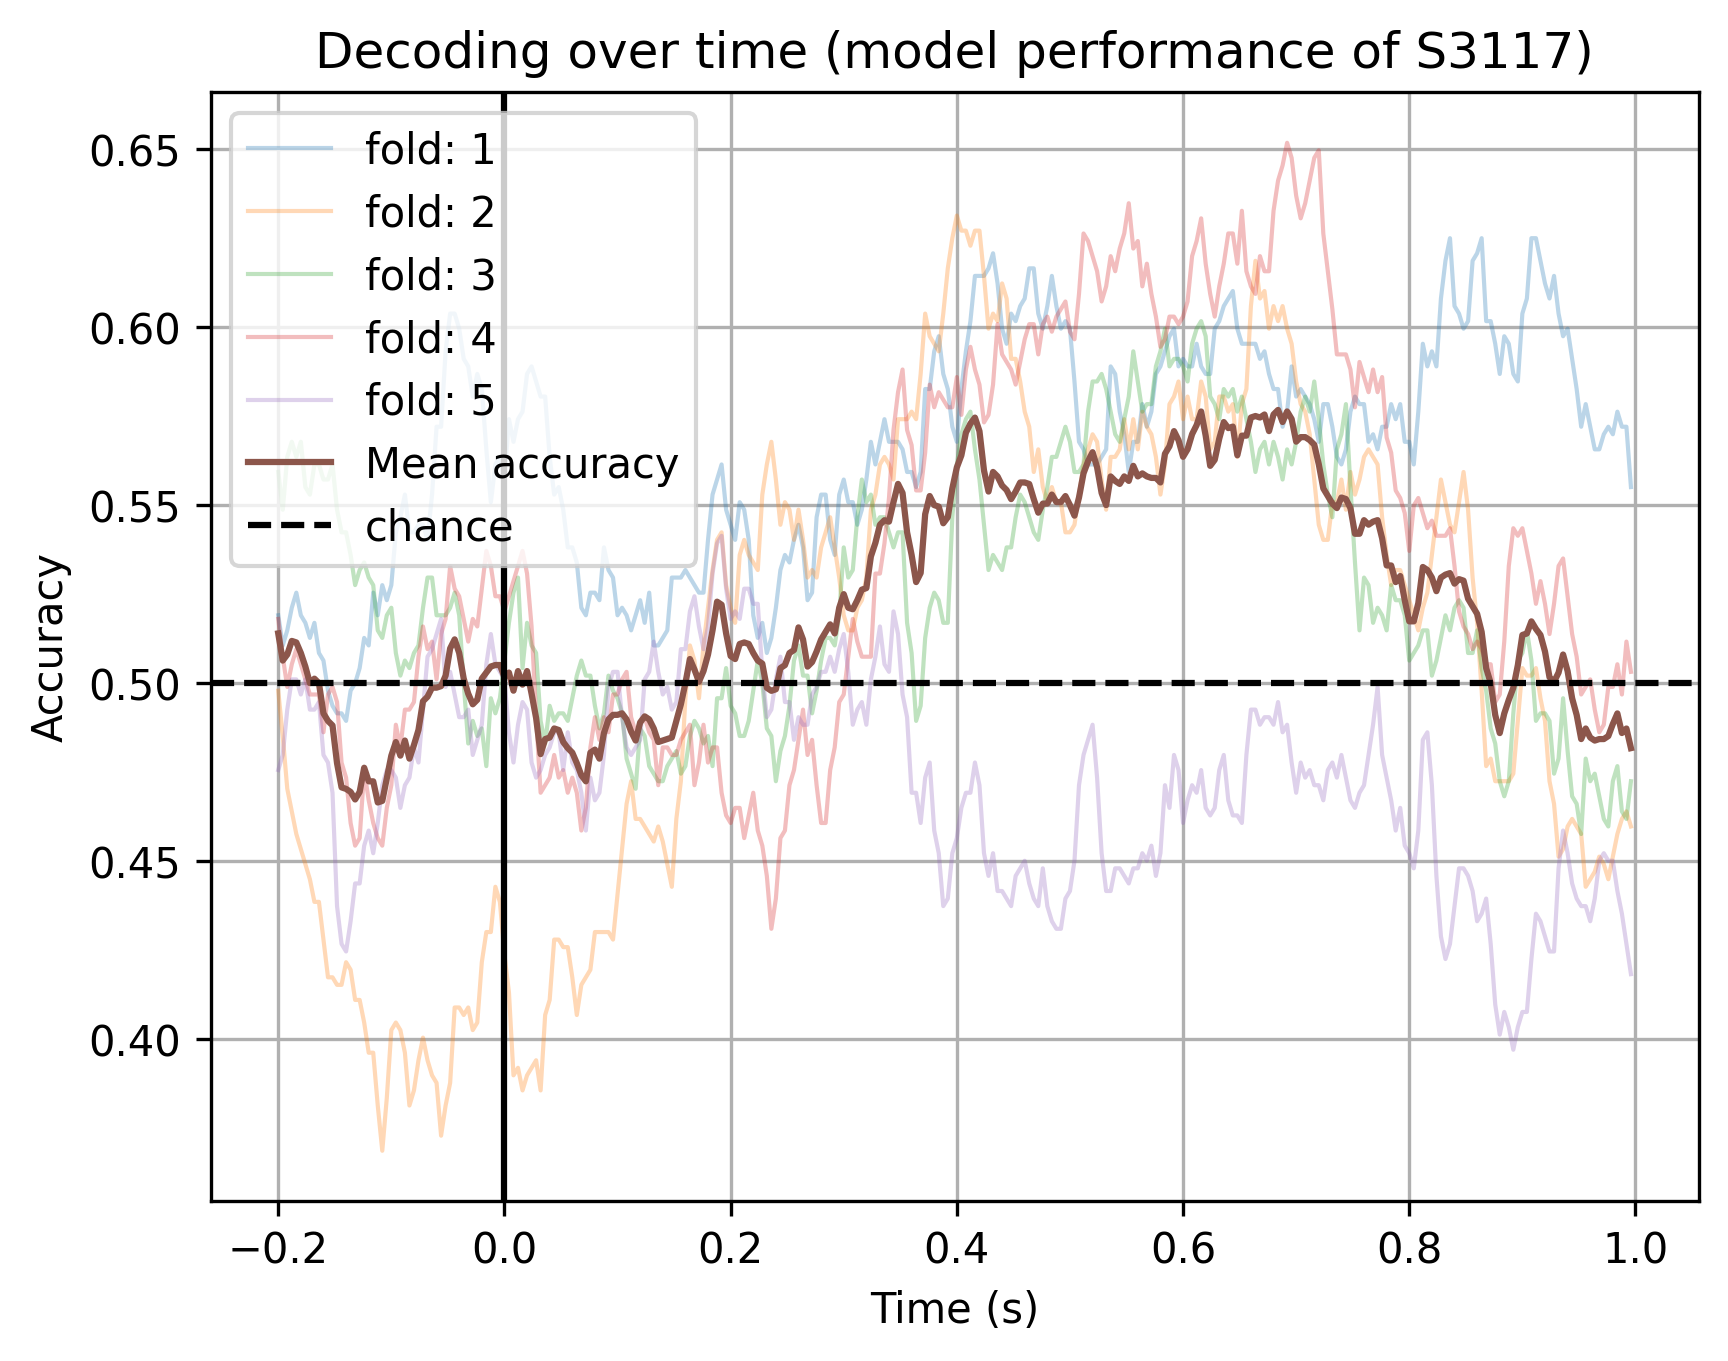 Decoding over time (model performance of S3117)
fold: 1
fold: 2
fold: 3
fold: 4
fold: 5
Mean accuracy
chance
0.65
0.60
0.55
0.50
0.45
0.40
Accuracy
−0.2 0.0 0.2 0.4 0.6 0.8 1.0
Time (s)